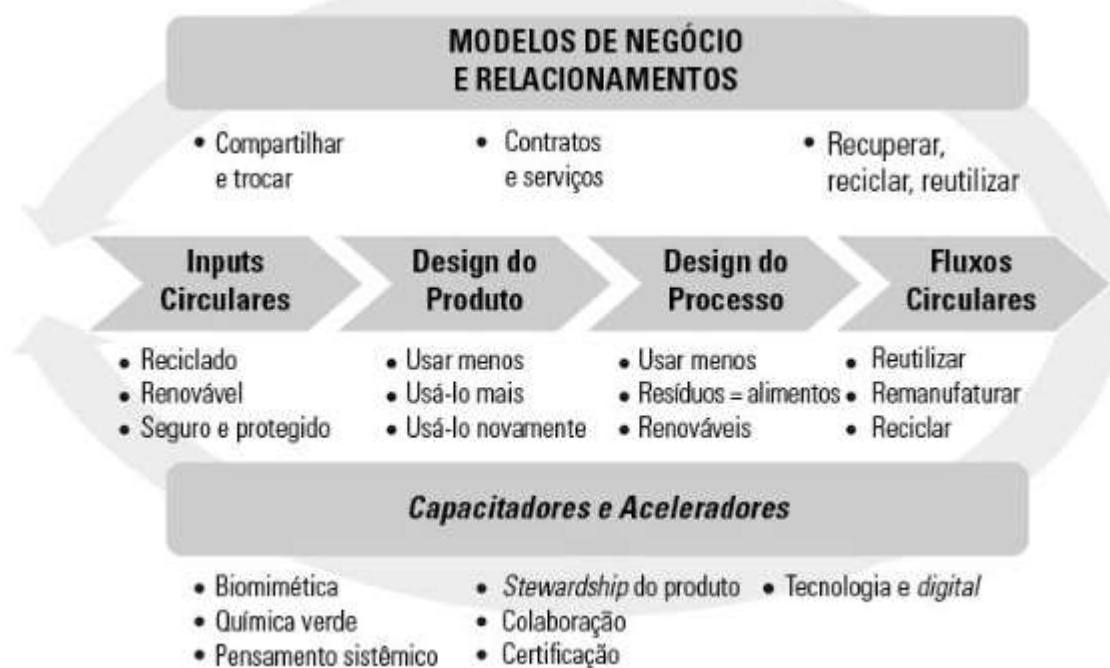 MODELOS DE NEGÓCIO
E RELACIONAMENTOS
• Compartilhar
e trocar
• Contratos
e serviços
• Recuperar,
reciclar, reutilizar
Inputs
Circulares
Design do
Produto
Design do
Processo
Fluxos
Circulares
• Reciclado
• Renovável
• Seguro e protegido
• Usar menos
• Usá-lo mais
• Usá-lo novamente
• Usar menos
• Resíduos = alimentos
• Renováveis
• Reutilizar
• Remanufaturar
• Reciclar
Capacitadores e Aceleradores
• Biomimética
• Química verde
• Pensamento sistêmico
• Stewardship do produto
• Colaboração
• Certificação
• Tecnologia e digital